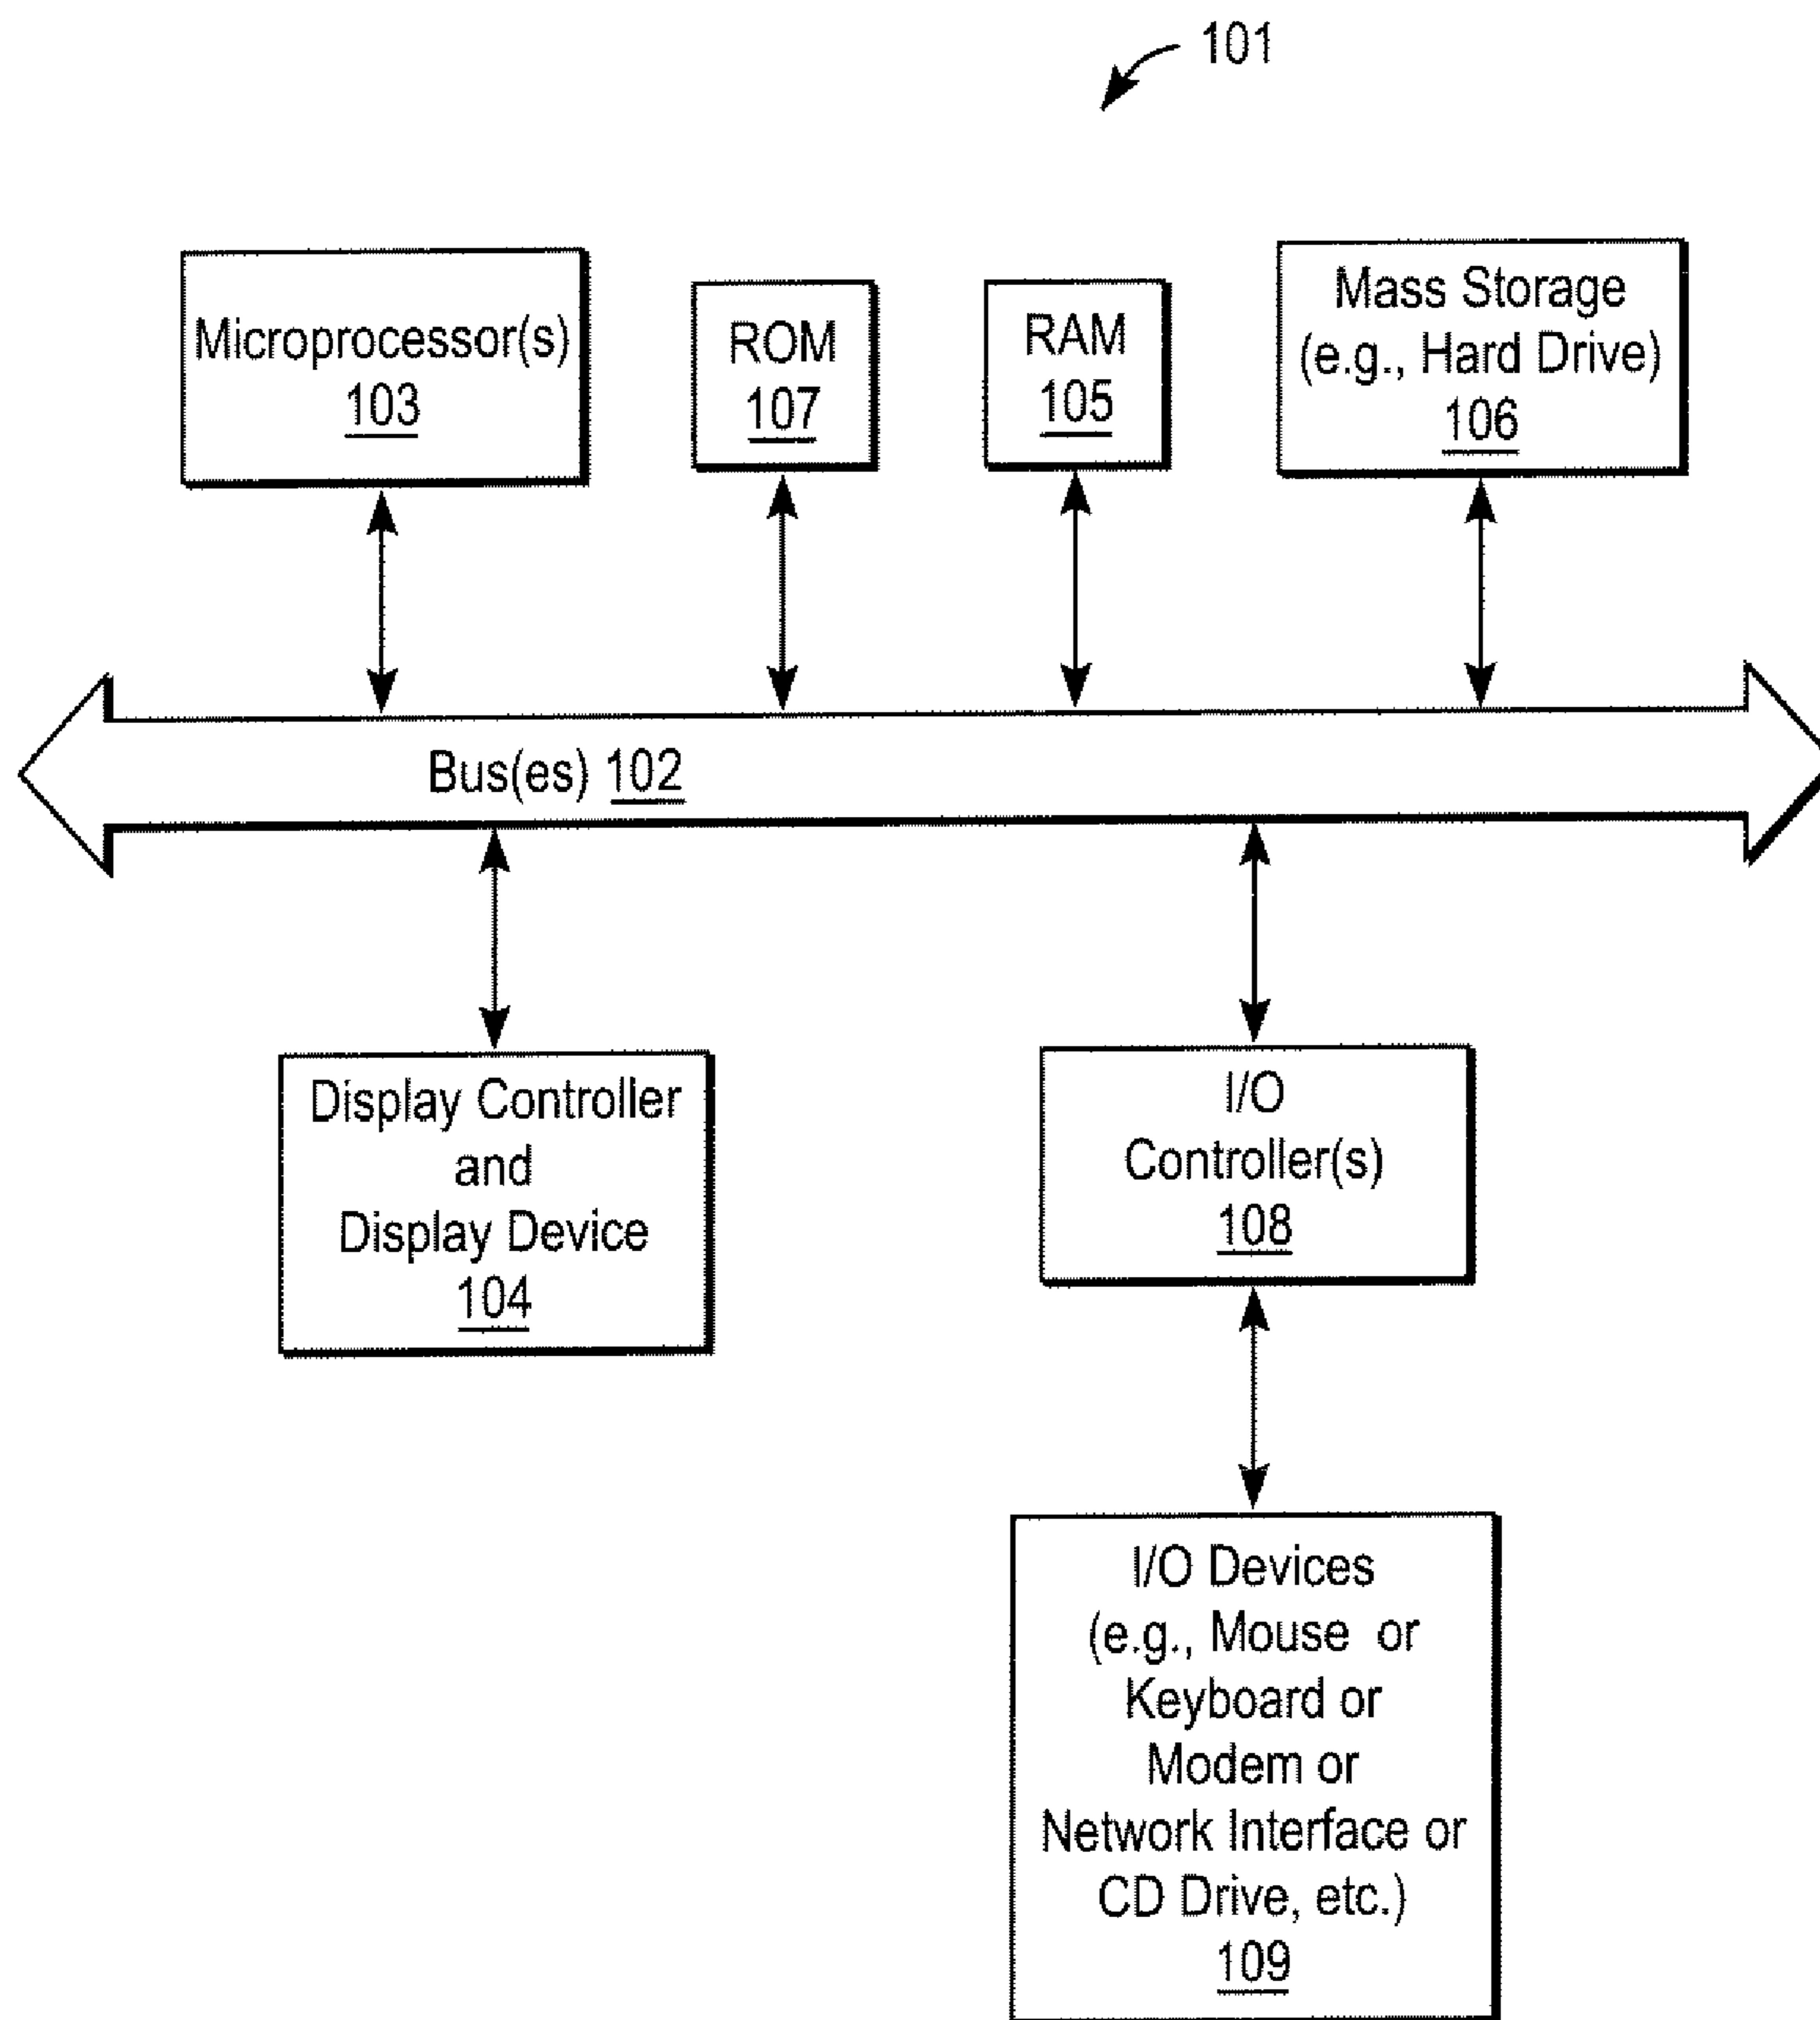 101
Microprocessor(s)
103
ROM
107
RAM
105
Mass Storage
(e.g., Hard Drive)
106
Bus(es) 102
Display Controller
and
Display Device
104
I/O
Controller(s)
108
I/O Devices
(e.g., Mouse or
Keyboard or
Modem or
Network Interface or
CD Drive, etc.)
109